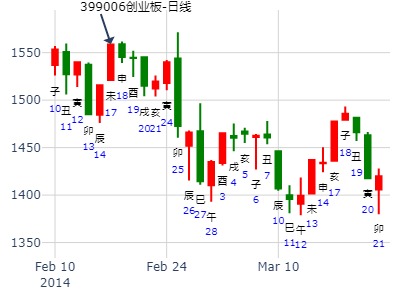 399006创业板-日线
1550
1500
1450
1400
1350
子 10
丑 11
寅 12
卯 13
辰 14
未 17
申 18
酉 19
戌 20
亥 21
寅 24
卯 25
辰 26
巳 27
午 28
酉 3
戌 4
亥 5
子 6
丑 7
辰 10
巳 11
午 12
未 13
申 14
亥 17
子 18
丑 19
寅 20
卯 21
Feb 10
2014
Feb 24
Mar 10